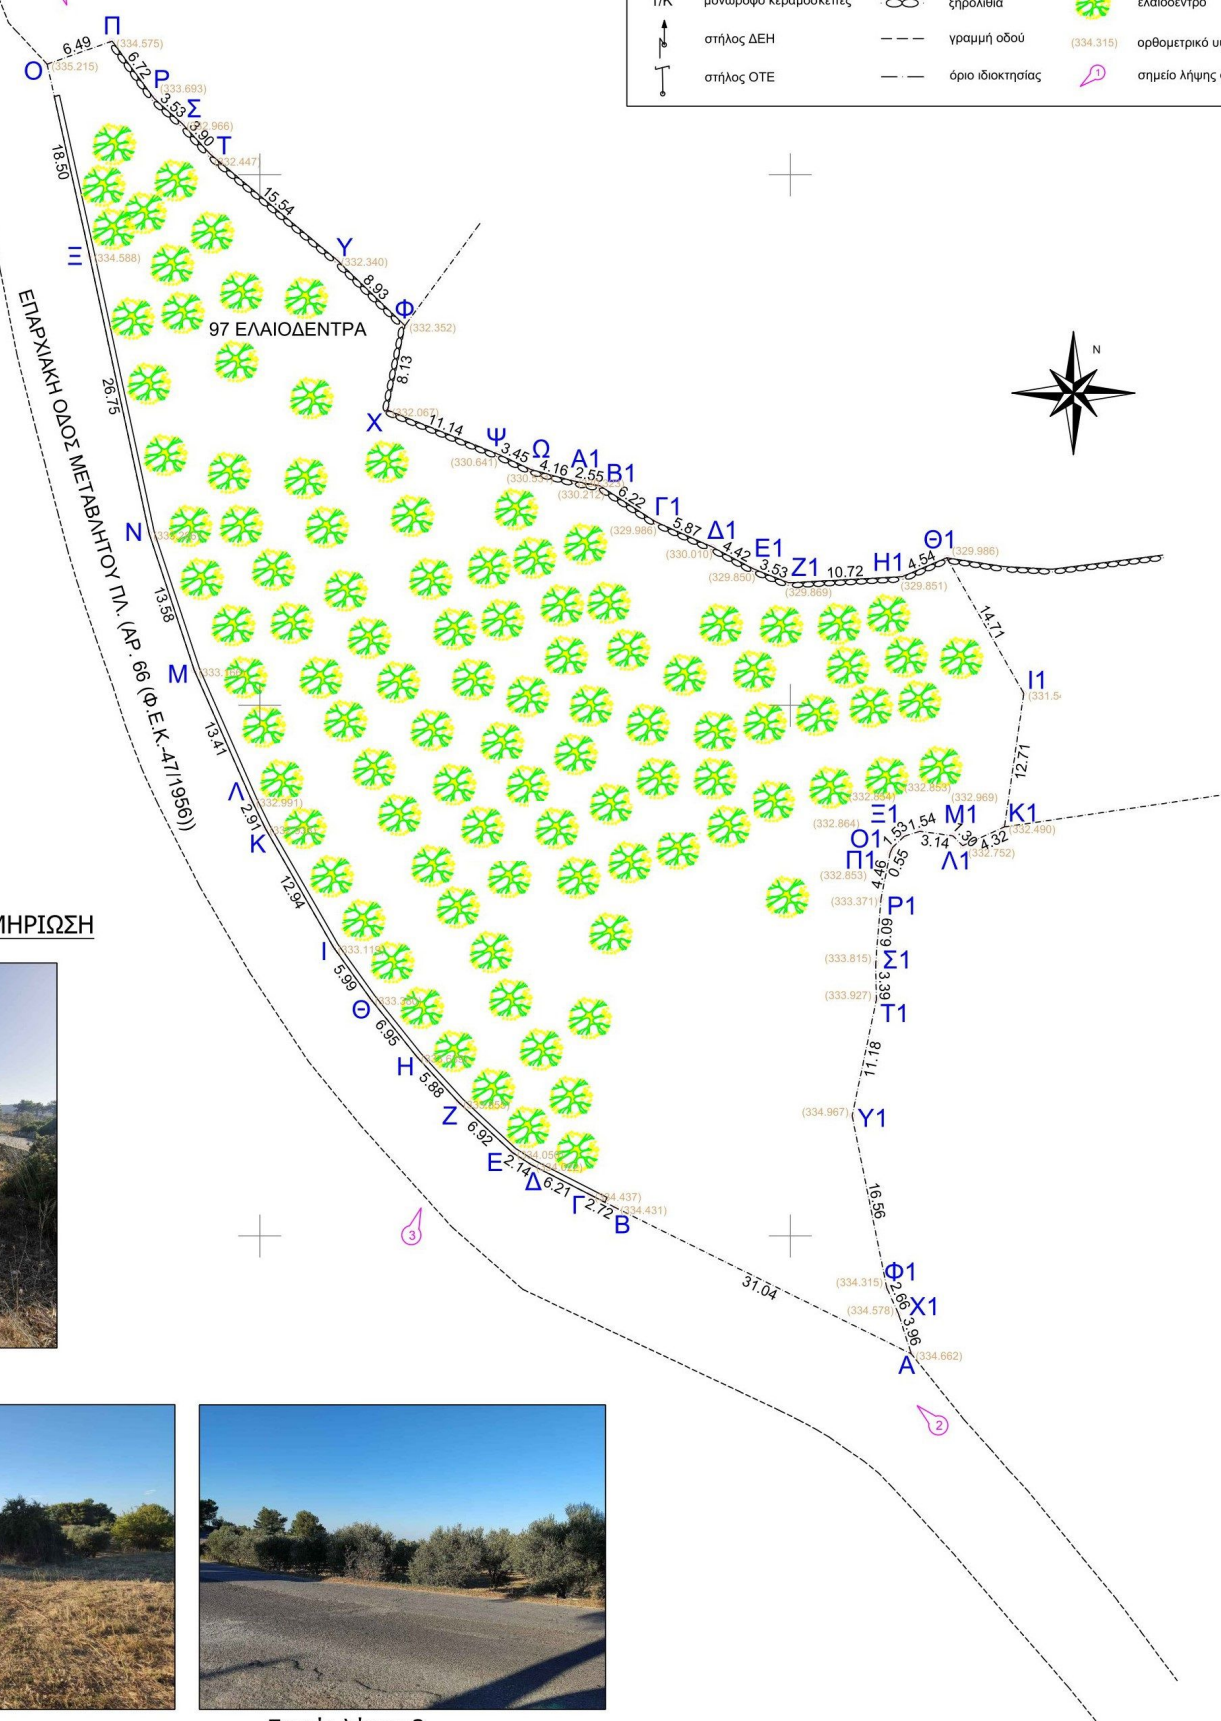 Τ/Κ μονώροφο κεραμοσκεπές
ξηρολιθιά
ελαιόδεντρο
στήλος ΔΕΗ
γραμμή οδού
(334.315)
στήλος ΟΤΕ
όριο ιδιοκτησίας
1
σημείο λήψης
Π
(334.575)
6.49
Ο
(335.215)
6.72
Ρ
(333.693)
3.53
Σ
3.90
Τ
(332.447)
18.50
15.54
Υ
(332.340)
Ξ
(334.588)
8.93
Φ
(332.352)
97 ΕΛΑΙΟΔΕΝΤΡΑ
N
8.13
26.75
Χ
(332.067)
11.14
Ψ
(330.641)
3.45
Ω
4.16
Α1
2.55
Β1
(330.212)
6.22
Γ1
(329.986)
5.87
Δ1
(330.010)
4.42
Ε1
(329.850)
3.53
Ζ1
(329.869)
10.72
Η1
(329.851)
4.54
Θ1
(329.986)
14.71
Ι1
ΕΠΑΡΧΙΑΚΗ ΟΔΟΣ ΜΕΤΑΒΛΗΤΟΥ ΠΛ. (ΑΡ. 66 (Φ.Ε.Κ.-47/1956))
Ν
13.58
Μ
13.41
12.71
Λ
(332.991)
2.91
Κ
Ξ1
(332.853)
(332.969)
(332.864)
1.54
Μ1
Κ1
(332.490)
Ο1
1.53
3.14
1.30
4.32
Π1
0.55
Λ1
(332.752)
(332.853)
4.46
12.94
(333.371)
Ρ1
ΜΗΡΙΩΣΗ
6.09
Ι
(333.815)
Σ1
5.99
3.39
(333.927)
Τ1
Θ
6.95
11.18
Η
5.88
Ζ
(334.967)
Υ1
6.92
Ε
2.14
Δ
6.21
16.56
Γ
2.72
Β
(334.431)
3
31.04
(334.315)
Φ1
2.66
(334.578)
Χ1
3.96
Α
(334.662)
2